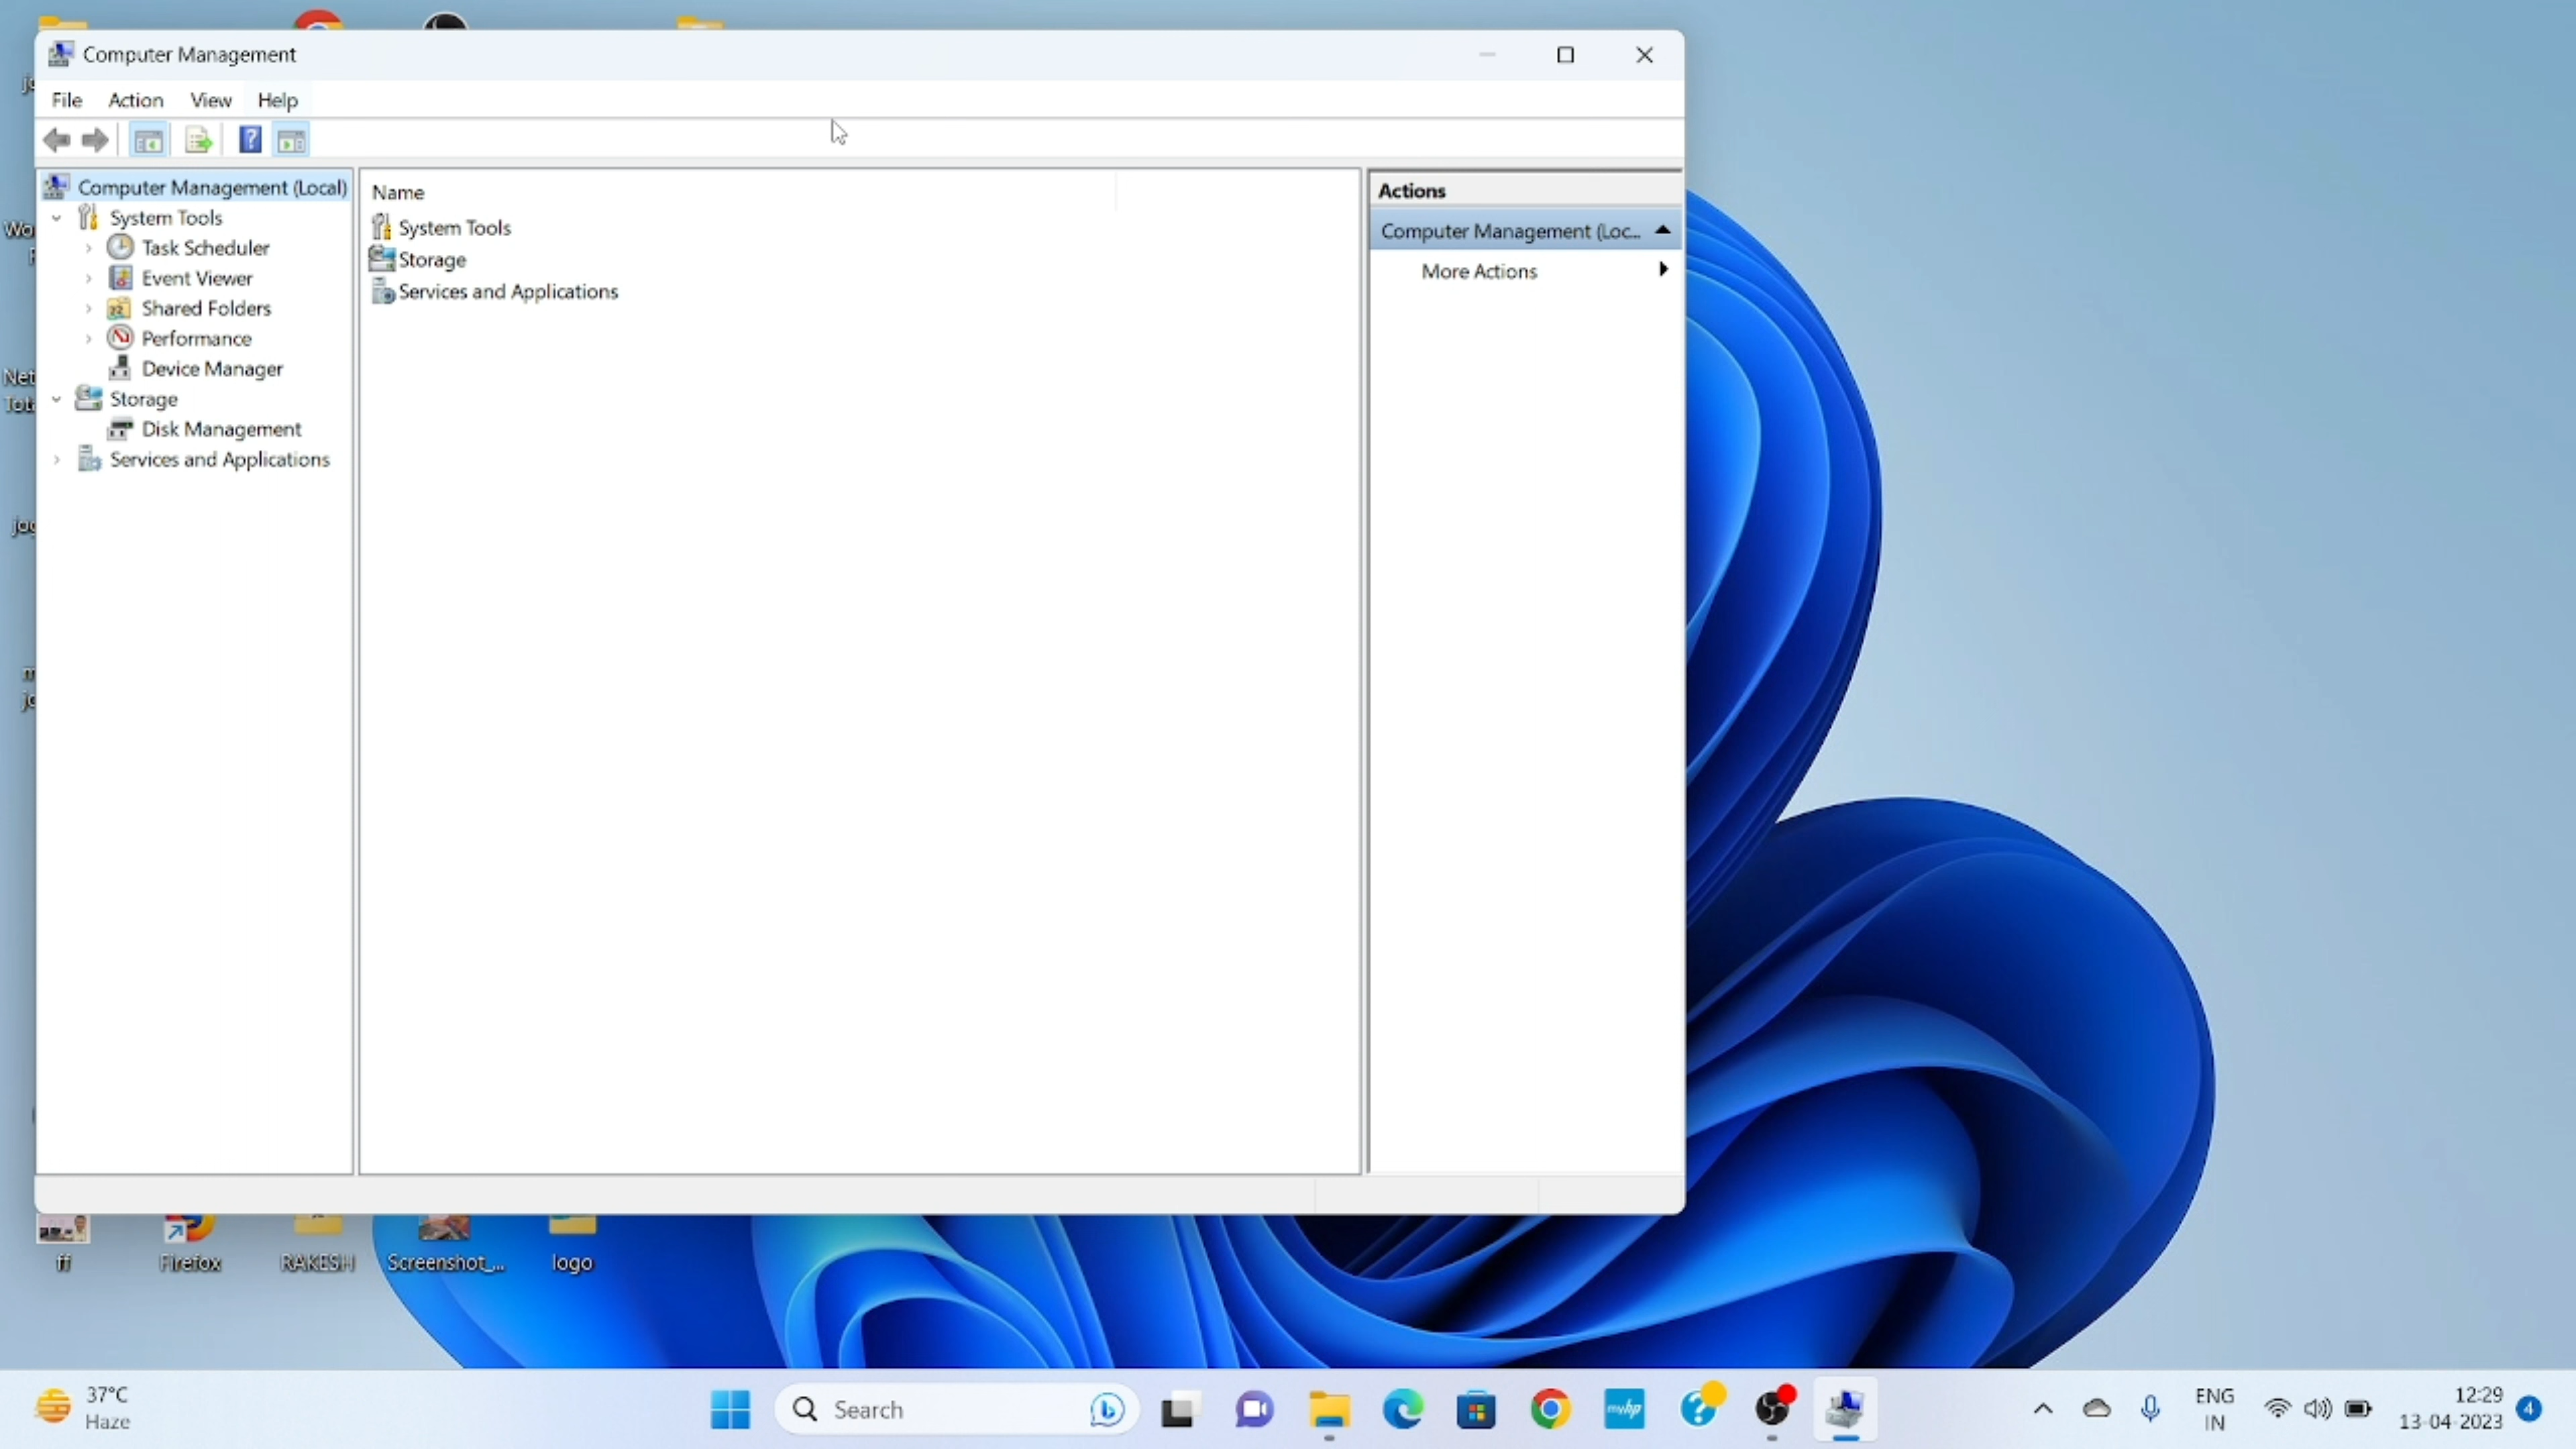 Computer Management
File Action View Help
Computer Management (Local)
System Tools
Task Scheduler
Event Viewer
Shared Folders
Performance
Device Manager
Storage
Disk Management
Services and Applications
Name
System Tools
Storage
Services and Applications
Actions
Computer Management (Loc...
More Actions
ff
Firefox
RAKESH
Screenshot_...
logo
37°C
Haze
Search
myhp
ENG
IN
12:29
13-04-2023
4